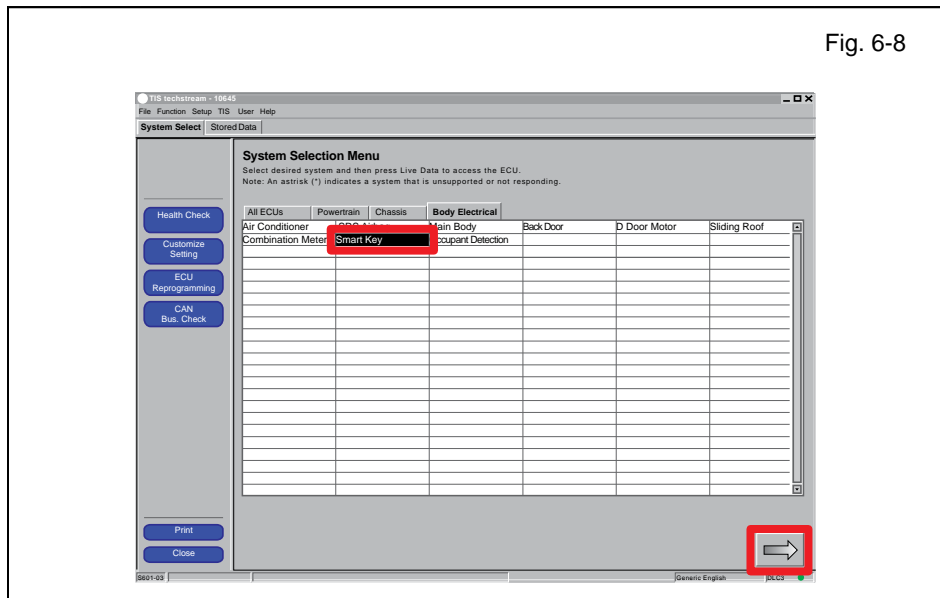 Fig. 6-8
TIS techstream - 10645
File Function Setup TIS User Help
System Select Stored Data
System Selection Menu
Select desired system and then press Live Data to access the ECU.
Note: An astrisk (*) indicates a system that is unsupported or not responding.
Health Check
Customize
Setting
ECU
Reprogramming
CAN
Bus. Check
All ECUs Powertrain Chassis Body Electrical
Air Conditioner Main Body Back Door D Door Motor Sliding Roof
Combination Meter Smart Key Occupant Detection
Print
Close
S601-03 Generic English DLC3